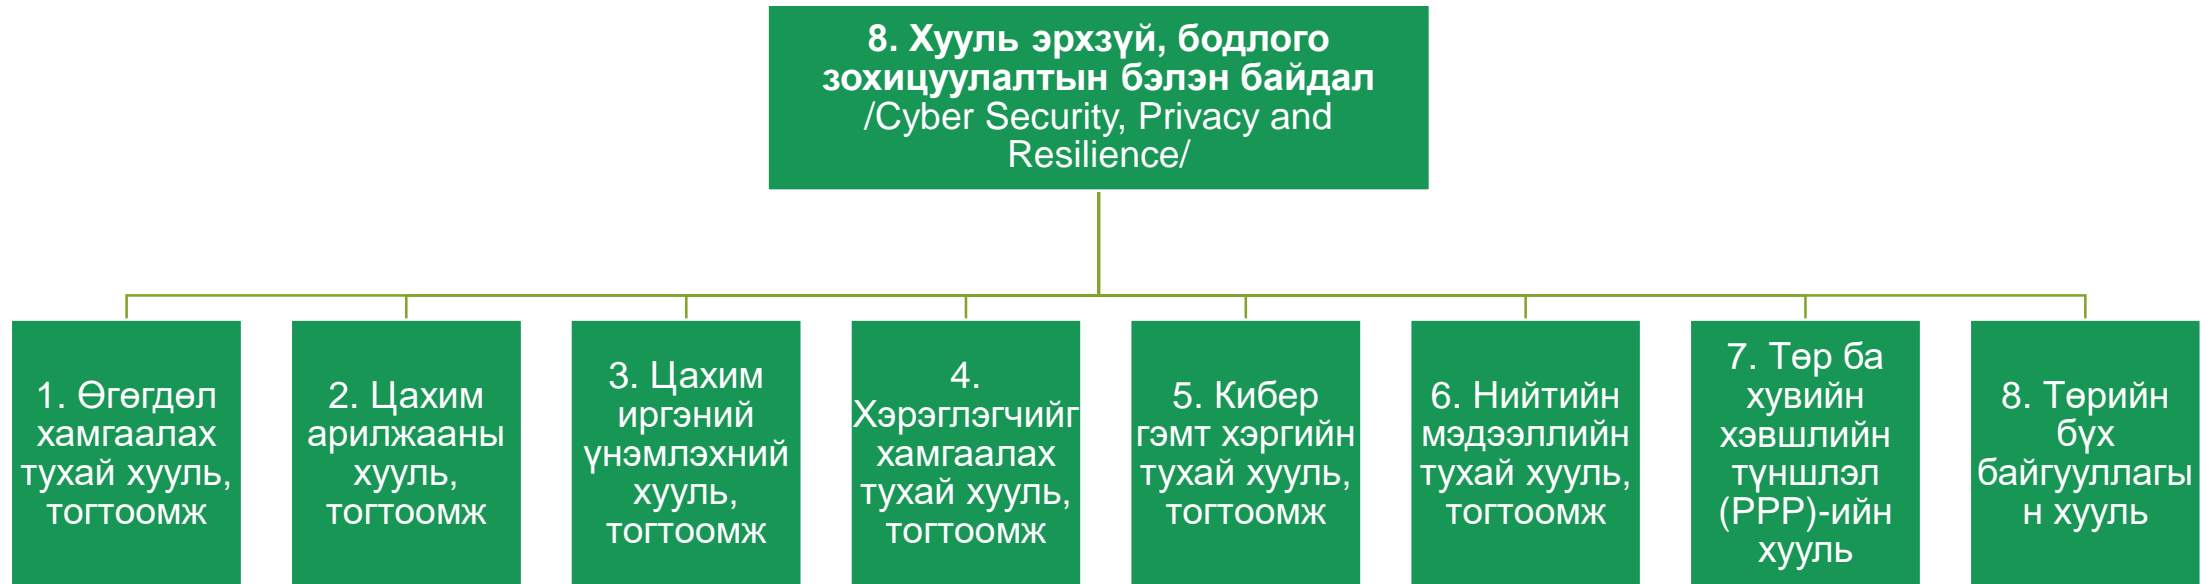 8. Хууль эрхзүй, бодлого
зохицуулалтын бэлэн байдал
/Cyber Security, Privacy and
Resilience/
1. Өгөгдөл
хамгаалах
тухай хууль,
тогтоомж
2. Цахим
арилжааны
хууль,
тогтоомж
3. Цахим
иргэний
үнэмлэхний
хууль,
тогтоомж
4.
Хэрэглэгчийг
хамгаалах
тухай хууль,
тогтоомж
5. Кибер
гэмт хэргийн
тухай хууль,
тогтоомж
6. Нийтийн
мэдээллийн
тухай хууль,
тогтоомж
7. Төр ба
хувийн
хэвшлийн
түншлэл
(PPP)-ийн
хууль
8. Төрийн
бүх
байгууллагы
н хууль